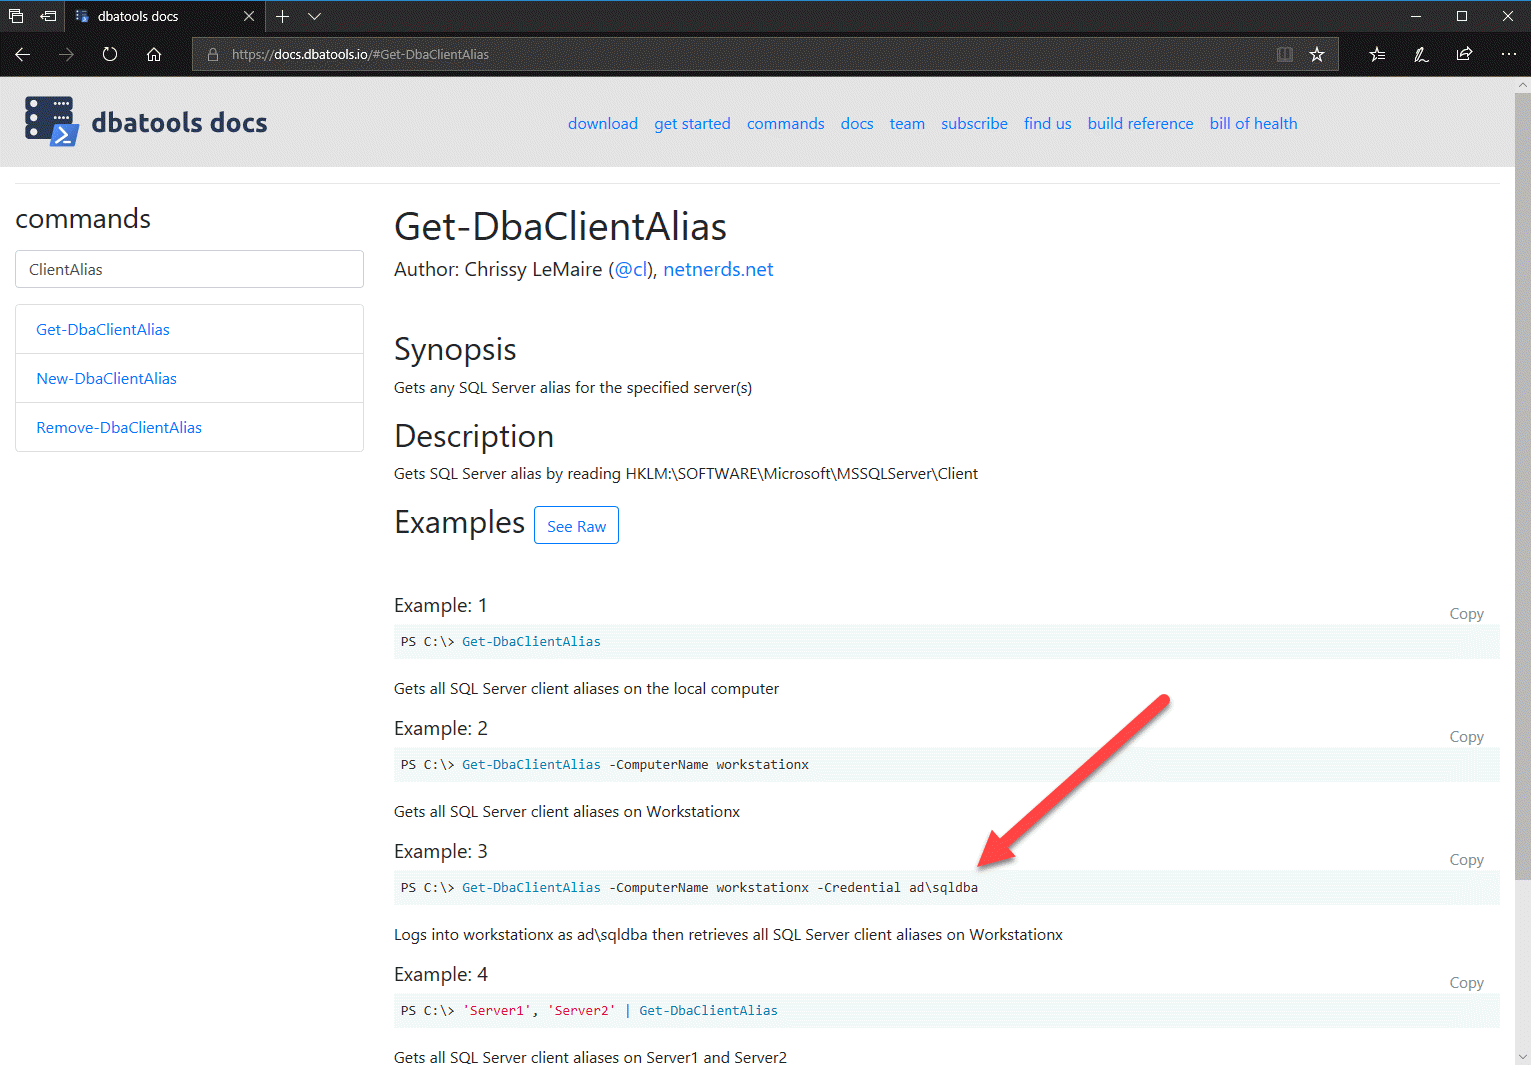 dbatools docs
https://docs.dbatools.io/#Get-DbaClientAlias
dbatools docs
download get started commands docs team subscribe find us build reference bill of health
commands
ClientAlias
Get-DbaClientAlias
New-DbaClientAlias
Remove-DbaClientAlias
Get-DbaClientAlias
Author: Chrissy LeMaire (@cl), netnerds.net
Synopsis
Gets any SQL Server alias for the specified server(s)
Description
Gets SQL Server alias by reading HKLM:\SOFTWARE\Microsoft\MSSQLServer\Client
Examples See Raw
Example: 1
Copy
PS C:\> Get-DbaClientAlias
Gets all SQL Server client aliases on the local computer
Example: 2
Copy
PS C:\> Get-DbaClientAlias -ComputerName workstationx
Gets all SQL Server client aliases on Workstationx
Example: 3
Copy
PS C:\> Get-DbaClientAlias -ComputerName workstationx -Credential ad\sqldba
Logs into workstationx as ad\sqldba then retrieves all SQL Server client aliases on Workstationx
Example: 4
Copy
PS C:\> 'Server1', 'Server2' | Get-DbaClientAlias
Gets all SQL Server client aliases on Server1 and Server2